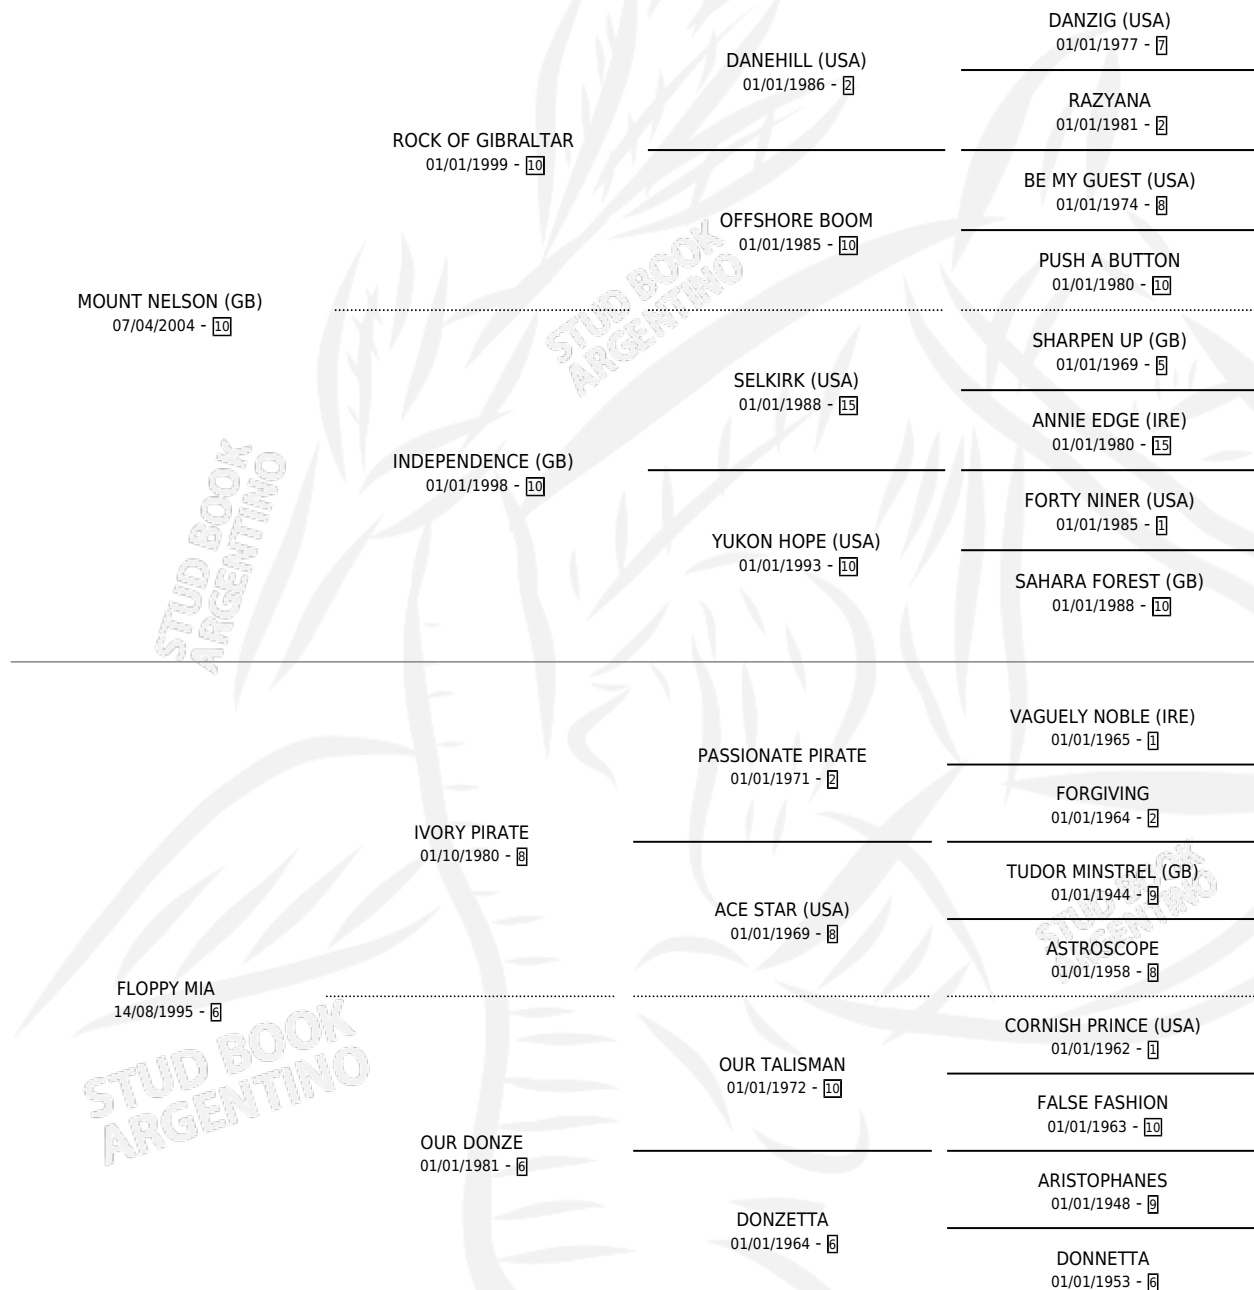 DANZIG (USA)
01/01/1977 - 7
DANEHILL (USA)
01/01/1986 - 2
RAZYANA
01/01/1981 - 2
ROCK OF GIBRALTAR
01/01/1999 - 10
BE MY GUEST (USA)
01/01/1974 - 8
OFFSHORE BOOM
01/01/1985 - 10
PUSH A BUTTON
01/01/1980 - 10
MOUNT NELSON (GB)
07/04/2004 - 10
SHARPEN UP (GB)
01/01/1969 - 5
SELKIRK (USA)
01/01/1988 - 15
ANNIE EDGE (IRE)
01/01/1980 - 15
INDEPENDENCE (GB)
01/01/1998 - 10
FORTY NINER (USA)
01/01/1985 - 1
YUKON HOPE (USA)
01/01/1993 - 10
SAHARA FOREST (GB)
01/01/1988 - 10
VAGUELY NOBLE (IRE)
01/01/1965 - 1
PASSIONATE PIRATE
01/01/1971 - 2
FORGIVING
01/01/1964 - 2
IVORY PIRATE
01/10/1980 - 8
TUDOR MINSTREL (GB)
01/01/1944 - 9
ACE STAR (USA)
01/01/1969 - 8
ASTROSCOPE
01/01/1958 - 8
FLOPPY MIA
14/08/1995 - 6
CORNISH PRINCE (USA)
01/01/1962 - 1
OUR TALISMAN
01/01/1972 - 10
FALSE FASHION
01/01/1963 - 10
OUR DONZE
01/01/1981 - 6
ARISTOPHANES
01/01/1948 - 9
DONZETTA
01/01/1964 - 6
DONNETTA
01/01/1953 - 6
STUD BOOK
ARGENTINO
STUD BOOK
ARGENTINO
STUD BOOK
ARGENTINO
STUD BOOK
ARGENTINO